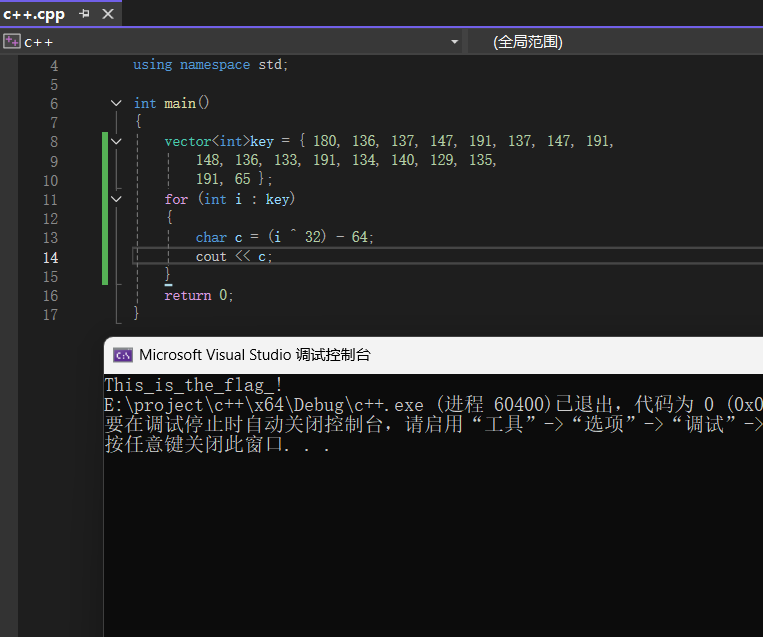 c++.cpp
c++ (全局范围)
4 using namespace std;
5
6 int main()
7 {
8 vector<int>key = { 180, 136, 137, 147, 191, 137, 147, 191,
9 148, 136, 133, 191, 134, 140, 129, 135,
10 191, 65 };
11 for (int i : key)
12 {
13 char c = (i ^ 32) - 64;
14 cout << c;
15 }
16 return 0;
17 }
Microsoft Visual Studio 调试控制台
This_is_the_flag_!
E:\project\c++\x64\Debug\c++.exe (进程 60400)已退出，代码为 0 (0x0
要在调试停止时自动关闭控制台，请启用“工具”->“选项”->“调试”->
按任意键关闭此窗口. . .